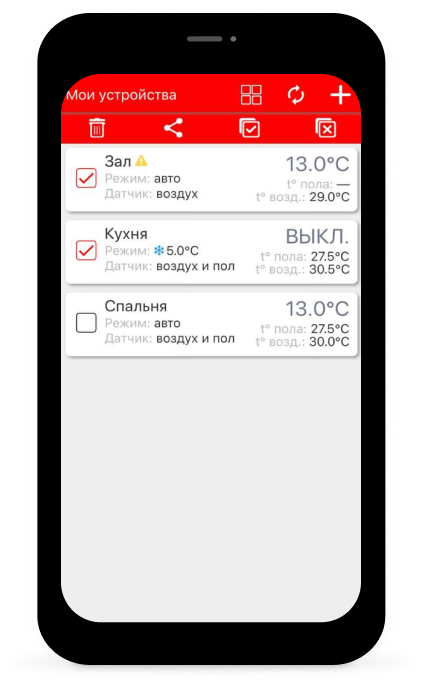 Мои устройства
Зал
13.0°C
Режим: авто
t° пола: —
Датчик: воздух
t° возд.: 29.0°C
Кухня
ВЫКЛ.
Режим: 5.0°C
t° пола: 27.5°C
Датчик: воздух и пол
t° возд.: 30.5°C
Спальня
13.0°C
Режим: авто
t° пола: 27.5°C
Датчик: воздух и пол
t° возд.: 30.0°C